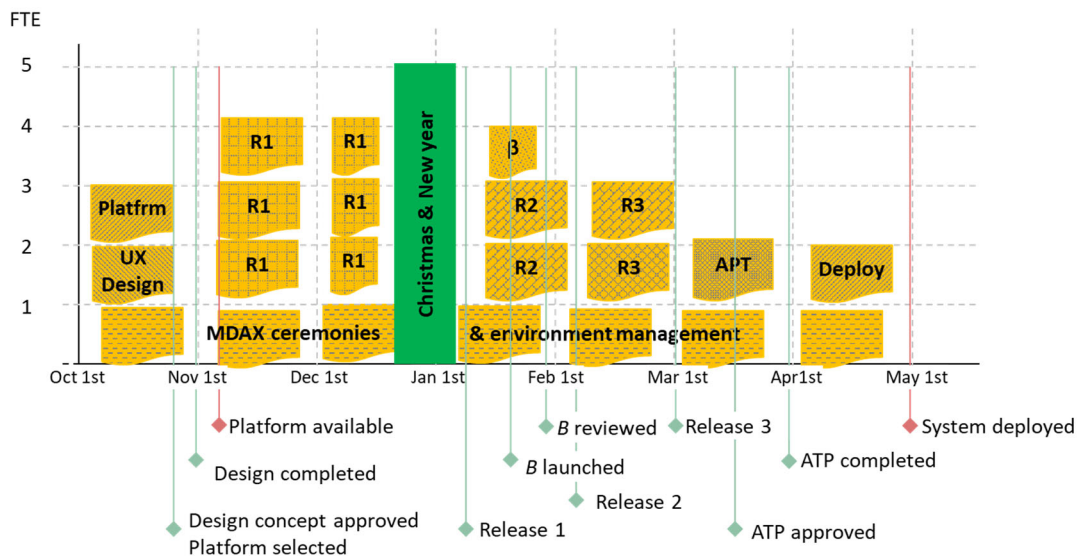 FTE
5
4
3
2
1
R1
R1
β
Platfrm
R1
R1
R2
R3
UX
Design
R1
R1
R2
R3
APT
Deploy
Christmas & New year
MDAX ceremonies
& environment management
Oct 1st
Nov 1st
Dec 1st
Jan 1st
Feb 1st
Mar 1st
Apr1st
May 1st
Platform available
B reviewed
Release 3
System deployed
Design completed
B launched
ATP completed
Release 2
Design concept approved
Platform selected
Release 1
ATP approved